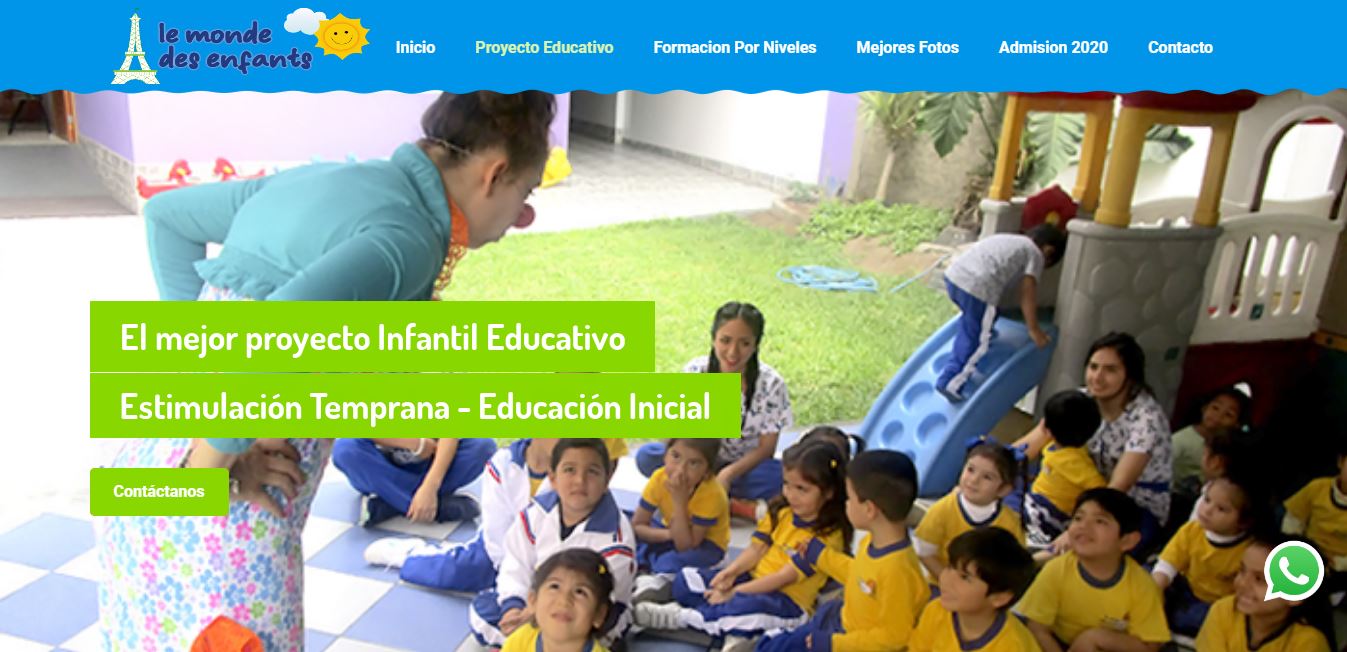 le monde
des enfants
Inicio
Proyecto Educativo
Formacion Por Niveles
Mejores Fotos
Admision 2020
Contacto
El mejor proyecto Infantil Educativo
Estimulación Temprana - Educación Inicial
Contáctanos